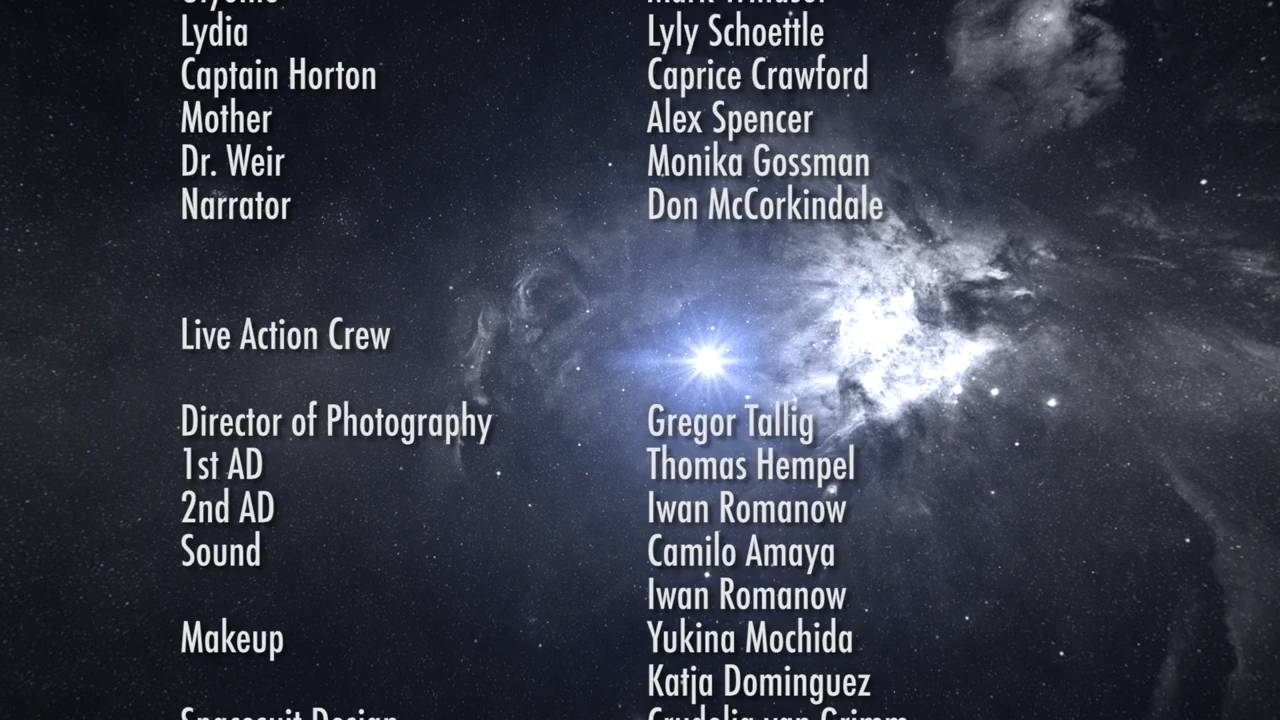 Lydia Lyly Schoettle
Captain Horton Caprice Crawford
Mother Alex Spencer
Dr. Weir Monika Gossman
Narrator Don McCorkindale
Live Action Crew
Director of Photography Gregor Tallig
1st AD Thomas Hempel
2nd AD Iwan Romanow
Sound Camilo Amaya
Iwan Romanow
Makeup Yukina Mochida
Katja Dominguez
Spacesuit Design